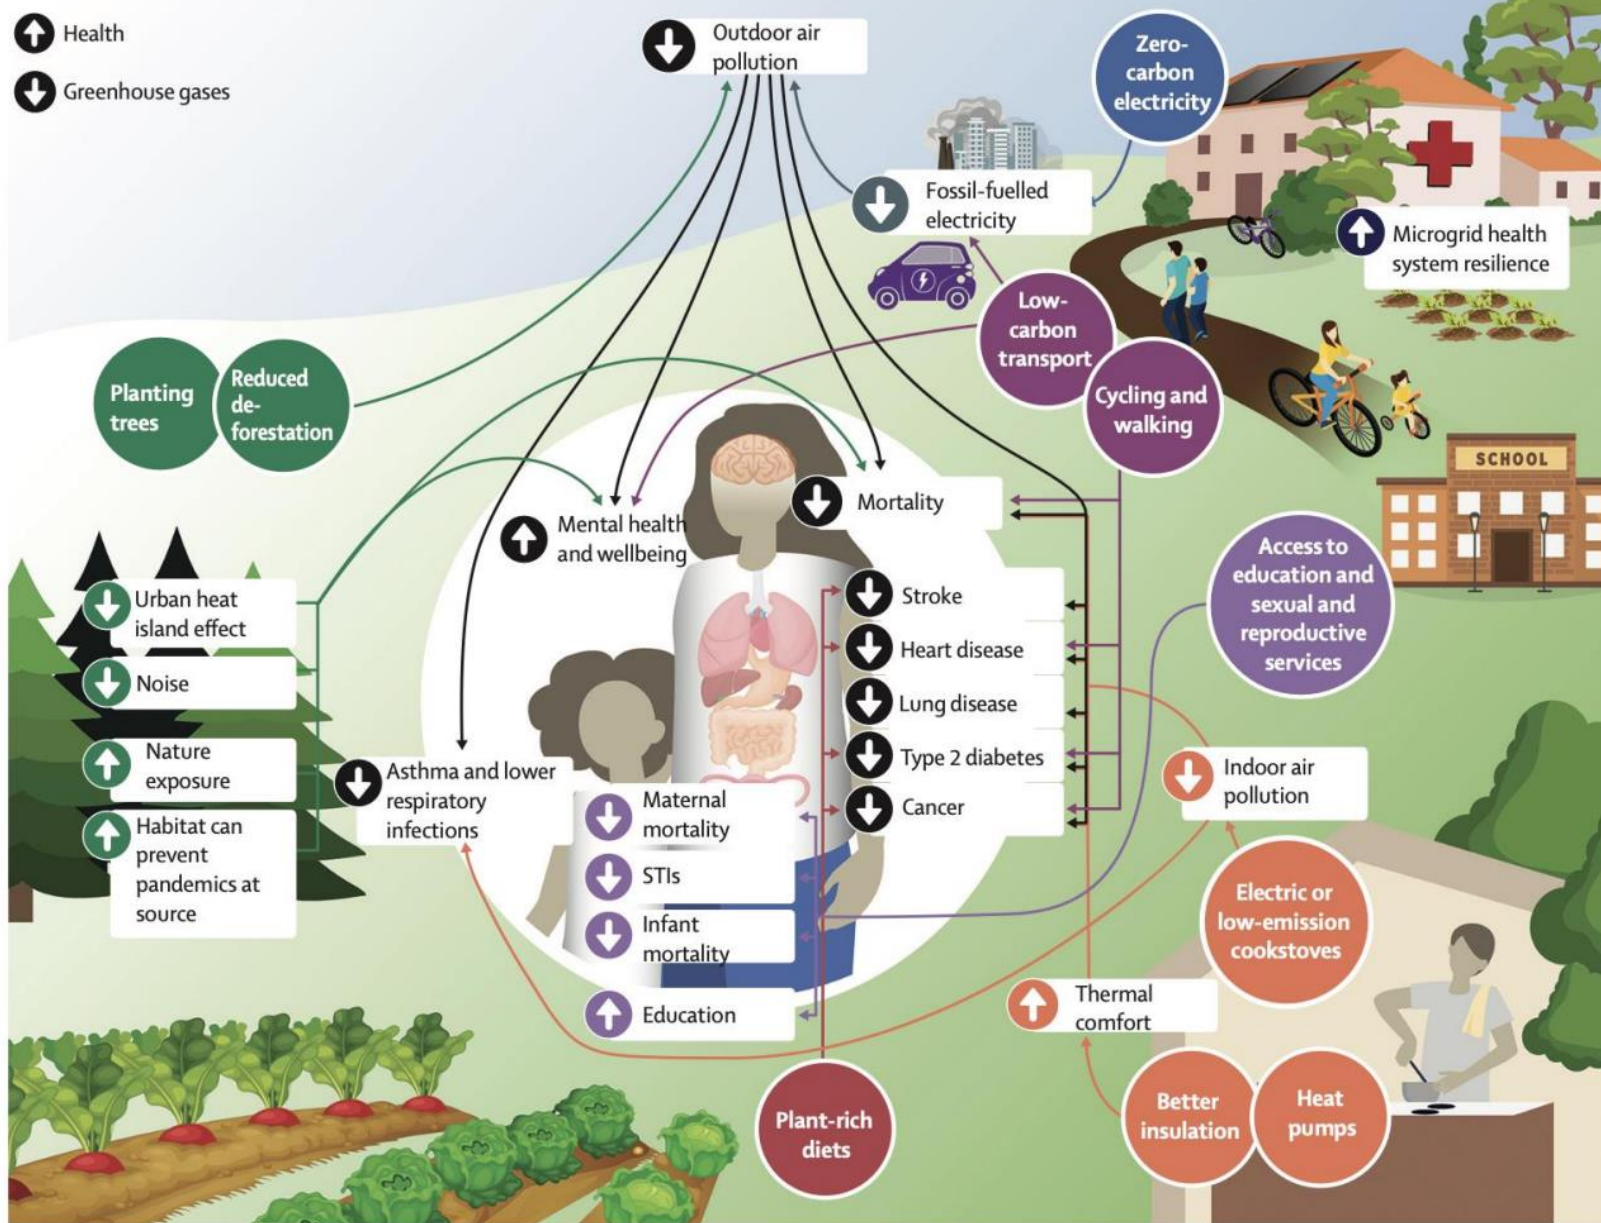 Health
Greenhouse gases
Outdoor air
pollution
Zero-
carbon
electricity
Fossil-fuelled
electricity
Microgrid health
system resilience
Low-
carbon
transport
Cycling and
walking
Planting
trees
Reduced
de-
forestation
SCHOOL
Mental health
and wellbeing
Mortality
Access to
education and
sexual and
reproductive
services
Urban heat
island effect
Noise
Nature
exposure
Habitat can
prevent
pandemics at
source
Stroke
Heart disease
Lung disease
Type 2 diabetes
Cancer
Asthma and lower
respiratory
infections
Maternal
mortality
STIs
Infant
mortality
Education
Indoor air
pollution
Electric or
low-emission
cookstoves
Thermal
comfort
Better
insulation
Heat
pumps
Plant-rich
diets